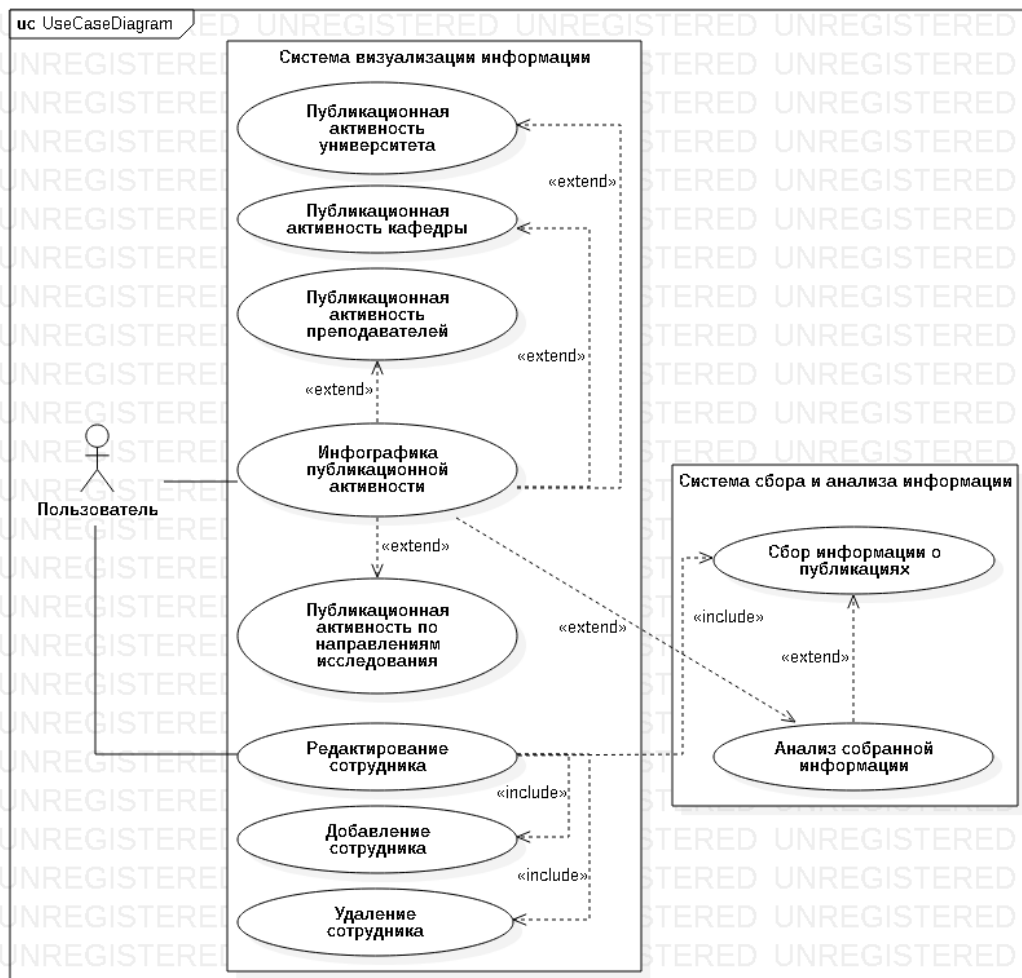 uc UseCaseDiagram
Система визуализации информации
Публикационная
активность
университета
«extend»
Публикационная
активность кафедры
Публикационная
активность
преподавателей
«extend»
«extend»
Инфографика
публикационной
активности
Пользователь
«extend»
Публикационная
активность по
направлениям
исследования
«extend»
Система сбора и анализа информации
Сбор информации о
публикациях
«include»
«extend»
Анализ собранной
информации
Редактирование
сотрудника
«include»
Добавление
сотрудника
«include»
Удаление
сотрудника
UNREGISTERED